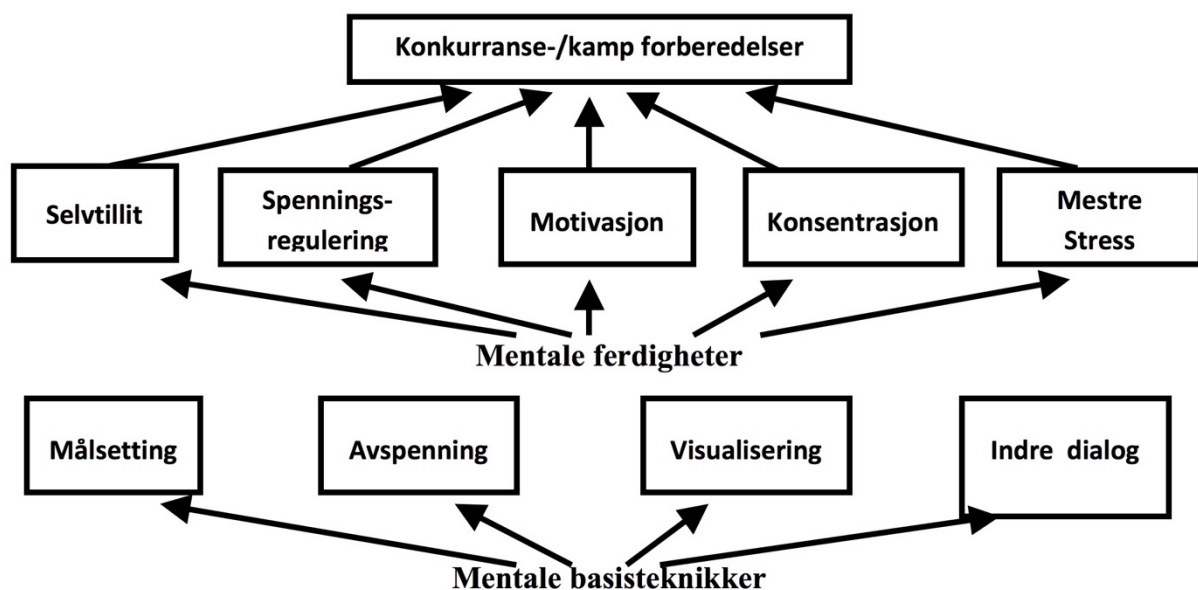 Konkurranse-/kamp forberedelser
Selvtillit
Spennings-
regulering
Motivasjon
Konsentrasjon
Mestre
Stress
Mentale ferdigheter
Målsetting
Avspenning
Visualisering
Indre dialog
Mentale basisteknikker